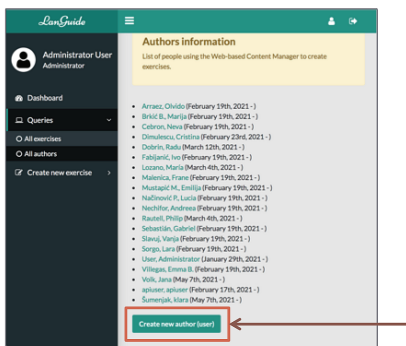 LanGuide
Administrator User
Administrator
Dashboard
Queries
All exercises
All authors
Create new exercise
Authors information
List of people using the Web-based Content Manager to create
exercises.
Arraez, Olvido (February 19th, 2021 - )
Brkić B., Marija (February 19th, 2021 - )
Cebron, Neva (February 19th, 2021 - )
Dimulescu, Cristina (February 23rd, 2021 - )
Dobrin, Radu (March 12th, 2021 - )
Fabijanić, Ivo (February 19th, 2021 - )
Lozano, María (March 4th, 2021 - )
Malenica, Frane (February 19th, 2021 - )
Mustapić M., Emilija (February 19th, 2021 - )
Načinović P., Lucia (February 19th, 2021 - )
Nechifor, Andreea (February 19th, 2021 - )
Rauteli, Philip (March 4th, 2021 - )
Sebastián, Gabriel (February 19th, 2021 - )
Slavuj, Vanja (February 19th, 2021 - )
Sorgo, Lara (February 19th, 2021 - )
User, Administrator (January 29th, 2021 - )
Villegas, Emma B. (February 19th, 2021 - )
Volk, Jana (May 7th, 2021 - )
apiuser, apiuser (February 17th, 2021 - )
Šumenjak, klara (May 7th, 2021 - )
Create new author (user)